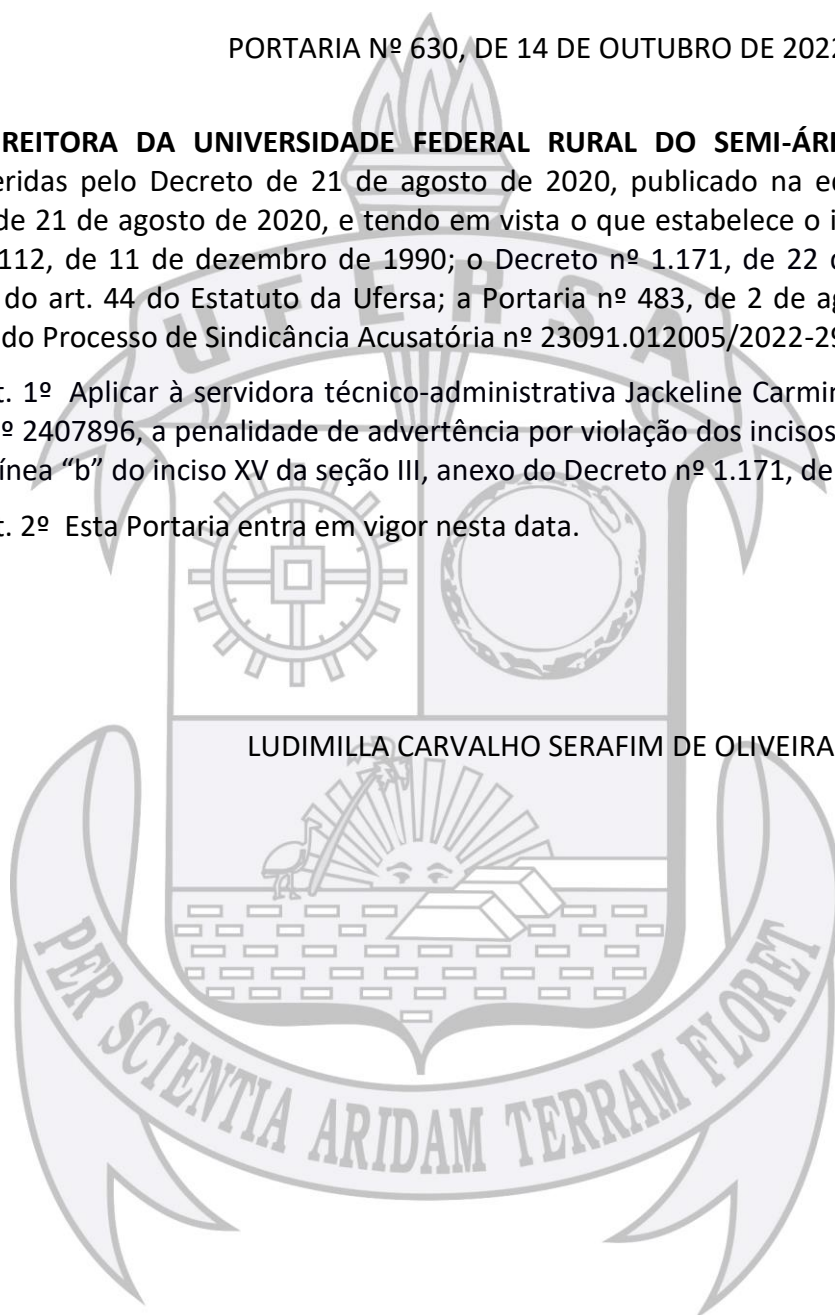 PORTARIA Nº 630, DE 14 DE OUTUBRO DE 2022
REITORA DA UNIVERSIDADE FEDERAL RURAL DO SEMI-ÁRI
eridas pelo Decreto de 21 de agosto de 2020, publicado na e
de 21 de agosto de 2020, e tendo em vista o que estabelece o
112, de 11 de dezembro de 1990; o Decreto nº 1.171, de 22
do art. 44 do Estatuto da Ufersa; a Portaria nº 483, de 2 de ag
do Processo de Sindicância Acusatória nº 23091.012005/2022-29
t. 1º Aplicar à servidora técnico-administrativa Jackeline Carmin
º 2407896, a penalidade de advertência por violação dos incisos
línea “b” do inciso XV da seção III, anexo do Decreto nº 1.171, de
t. 2º Esta Portaria entra em vigor nesta data.
LUDIMILLA CARVALHO SERAFIM DE OLIVEIRA
UFERSA
PER SCIENTIA ARIDAM TERRAM FLORET